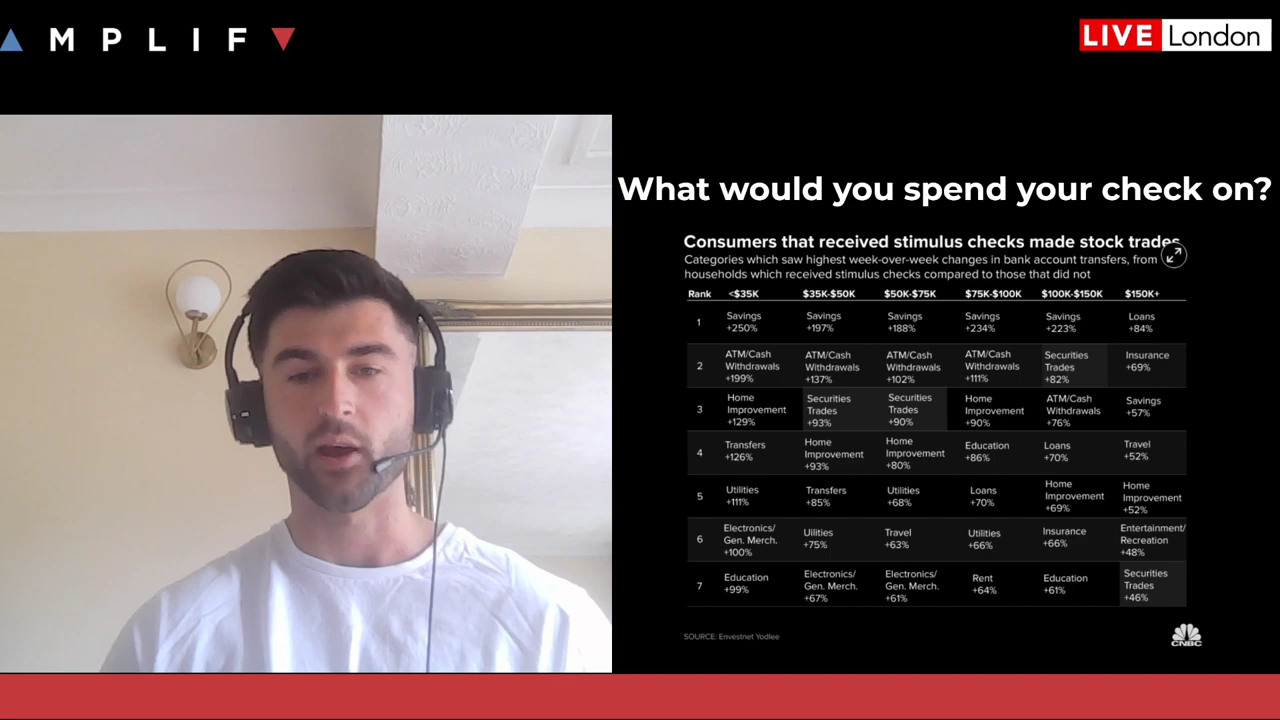 AMPLIFY
LIVE London
What would you spend your check on?
Consumers that received stimulus checks made stock trades
Categories which saw highest week-over-week changes in bank account transfers, from
households which received stimulus checks compared to those that did not
Rank <$35K $35K-$50K $50K-$75K $75K-$100K $100K-$150K $150K+
1 Savings +250% Savings +197% Savings +188% Savings +234% Savings +223% Loans +84%
2 ATM/Cash Withdrawals +199% ATM/Cash Withdrawals +137% ATM/Cash Withdrawals +102% ATM/Cash Withdrawals +111% Securities Trades +82% Insurance +69%
3 Home Improvement +129% Securities Trades +93% Securities Trades +90% Home Improvement +90% ATM/Cash Withdrawals +76% Savings +57%
4 Transfers +126% Home Improvement +93% Home Improvement +80% Education +86% Loans +70% Travel +52%
5 Utilities +111% Transfers +85% Utilities +68% Loans +70% Home Improvement +69% Home Improvement +52%
6 Electronics/ Gen. Merch. +100% Uilities +75% Travel +63% Utilities +66% Insurance +66% Entertainment/ Recreation +48%
7 Education +99% Electronics/ Gen. Merch. +67% Electronics/ Gen. Merch. +61% Rent +64% Education +61% Securities Trades +46%
SOURCE: Envestnet Yodlee
CNBC